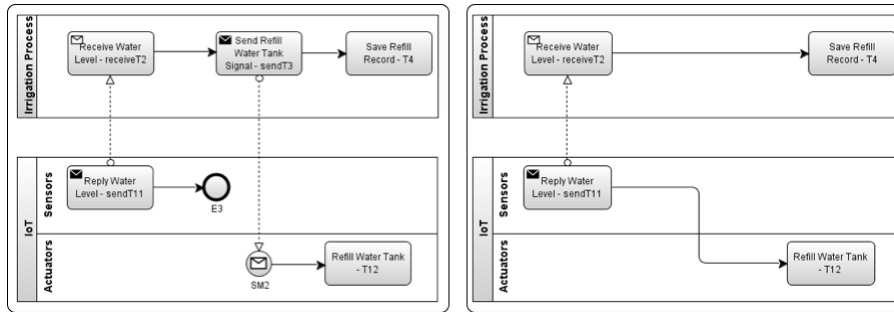 Irrigation Process
Receive Water
Level - receiveT2
Send Refill
Water Tank
Signal - sendT3
Save Refill
Record - T4
IoT
Sensors
Reply Water
Level - sendT11
E3
Actuators
SM2
Refill Water Tank
- T12
Irrigation Process
Receive Water
Level - receiveT2
Save Refill
Record - T4
IoT
Sensors
Reply Water
Level - sendT11
Actuators
Refill Water Tank
- T12